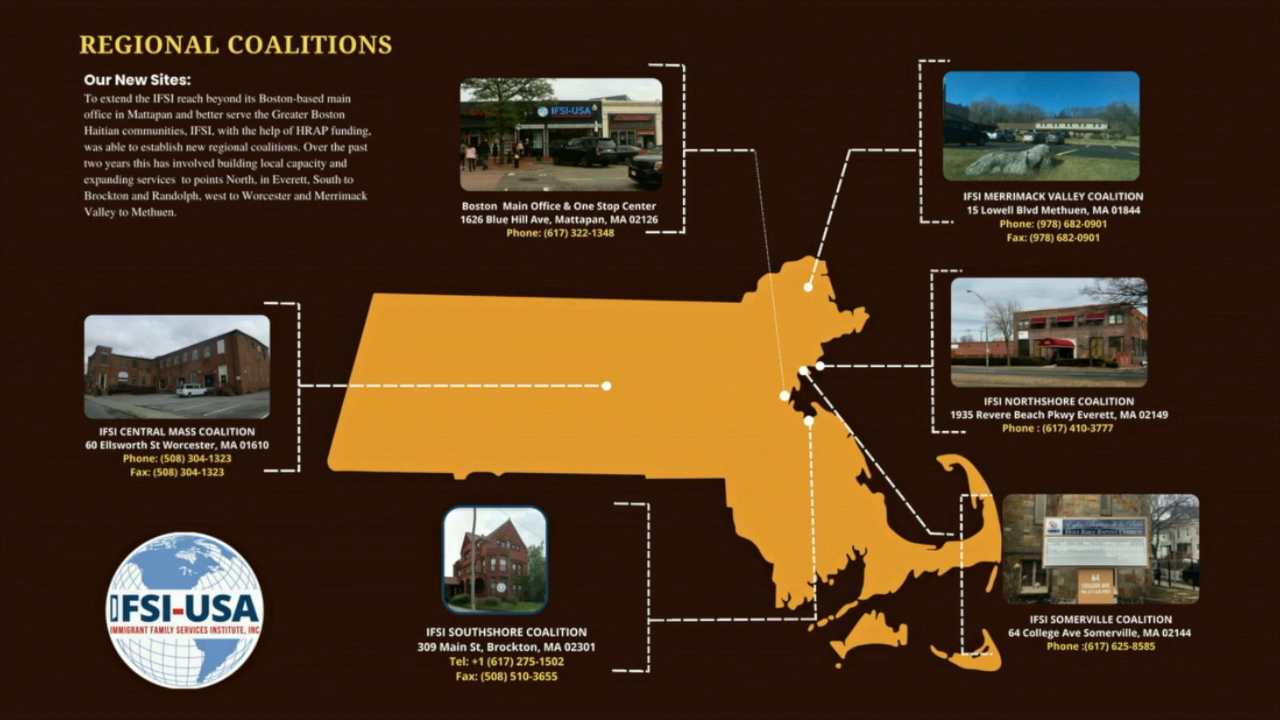 REGIONAL COALITIONS
Our New Sites:
To extend the IFSI reach beyond its Boston-based main
office in Mattapan and better serve the Greater Boston
Haitian communities, IFSI, with the help of HRAP funding,
was able to establish new regional coalitions. Over the past
two years this has involved building local capacity and
expanding services to points North, in Everett, South to
Brockton and Randolph, west to Worcester and Merrimack
Valley to Methuen.
IFSI-USA
Boston Main Office & One Stop Center
1626 Blue Hill Ave, Mattapan, MA 02126
Phone: (617) 322-1348
IFSI MERRIMACK VALLEY COALITION
15 Lowell Blvd Methuen, MA 01844
Phone: (978) 682-0901
Fax: (978) 682-0901
IFSI CENTRAL MASS COALITION
60 Ellsworth St Worcester, MA 01610
Phone: (508) 304-1323
Fax: (508) 304-1323
IFSI NORTHSHORE COALITION
1935 Revere Beach Pkwy Everett, MA 02149
Phone : (617) 410-3777
IFSI-USA
IMMIGRANT FAMILY SERVICES INSTITUTE, INC
IFSI SOUTHSHORE COALITION
309 Main St, Brockton, MA 02301
Tel: +1 (617) 275-1502
Fax: (508) 510-3655
HOLY BIBLE BAPTIST CHURCH
64
COLLEGE AVE
IFSI SOMERVILLE COALITION
64 College Ave Somerville, MA 02144
Phone :(617) 625-8585